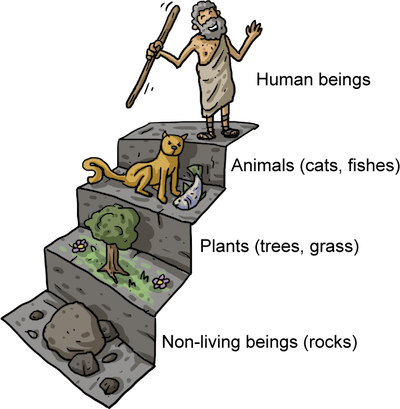 Human beings
Animals (cats, fishes)
Plants (trees, grass)
Non-living beings (rocks)